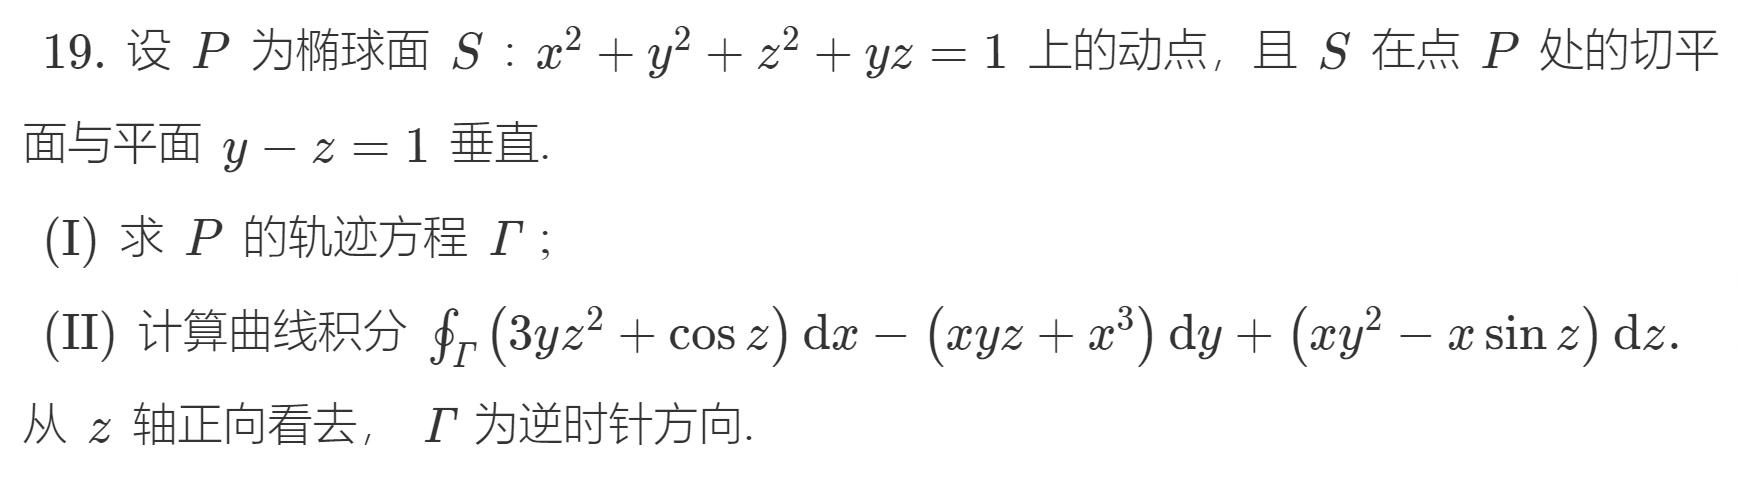 19. 设 P 为椭球面 S : x² + y² + z² + yz = 1 上的动点, 且 S 在点 P 处的切平
面与平面 y − z = 1 垂直.
(I) 求 P 的轨迹方程 Γ ;
(II) 计算曲线积分 ∮_Γ (3yz² + cos z) dx − (xyz + x³) dy + (xy² − x sin z) dz.
从 z 轴正向看去, Γ 为逆时针方向.